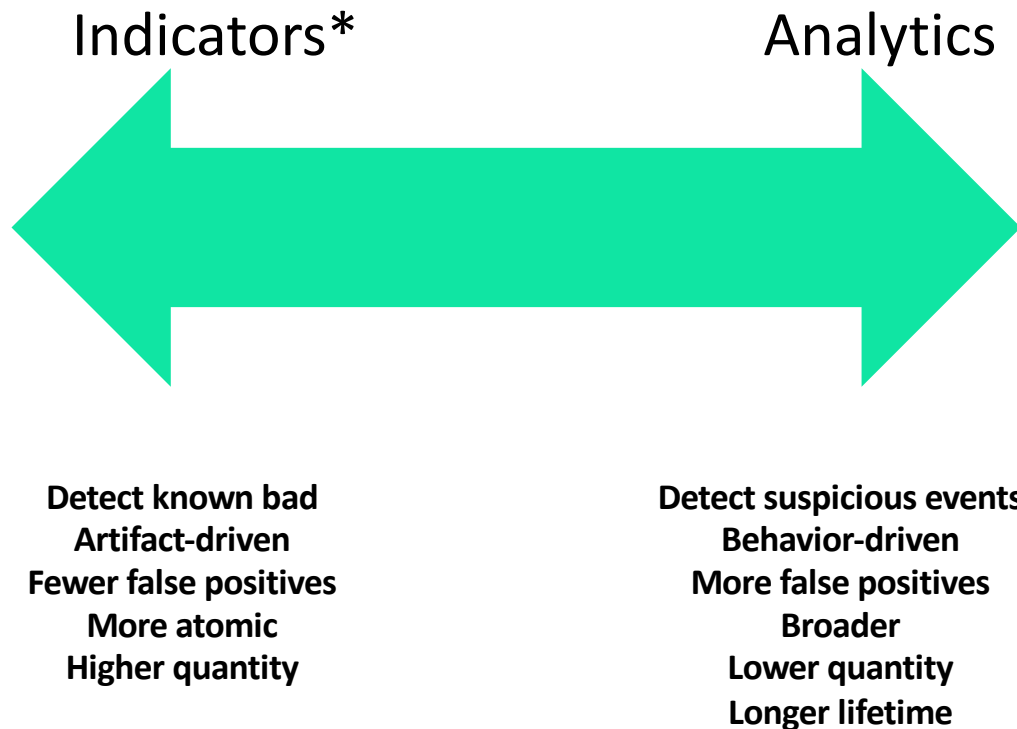 Indicators*
Analytics
Detect known bad
Artifact-driven
Fewer false positives
More atomic
Higher quantity
Detect suspicious events
Behavior-driven
More false positives
Broader
Lower quantity
Longer lifetime